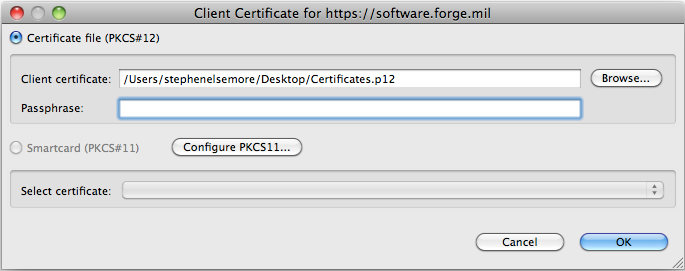 Client Certificate for https://software.forge.mil
Certificate file (PKCS#12)
Client certificate: /Users/stephenelsemore/Desktop/Certificates.p12 Browse...
Passphrase:
Smartcard (PKCS#11) Configure PKCS11...
Select certificate:
Cancel OK